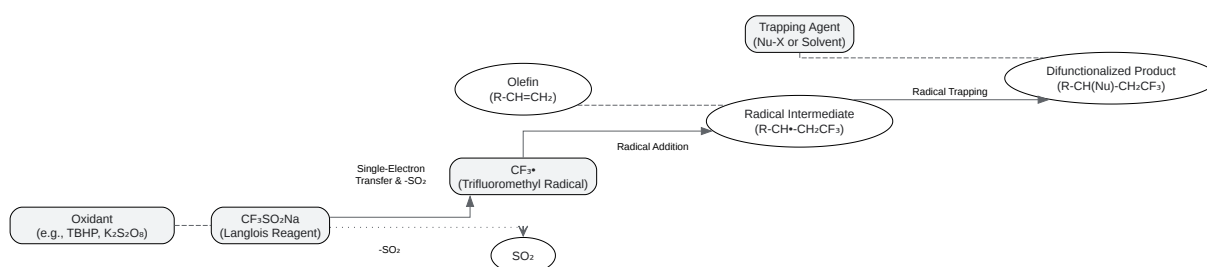 Trapping Agent
(Nu-X or Solvent)
Difunctionalized Product
(R-CH(Nu)-CH₂CF₃)
Olefin
(R-CH=CH₂)
Radical Trapping
Radical Intermediate
(R-CH•-CH₂CF₃)
Radical Addition
Single-Electron
Transfer & -SO₂
CF₃•
(Trifluoromethyl Radical)
Oxidant
(e.g., TBHP, K₂S₂O₈)
CF₃SO₂Na
(Langlois Reagent)
-SO₂
SO₂